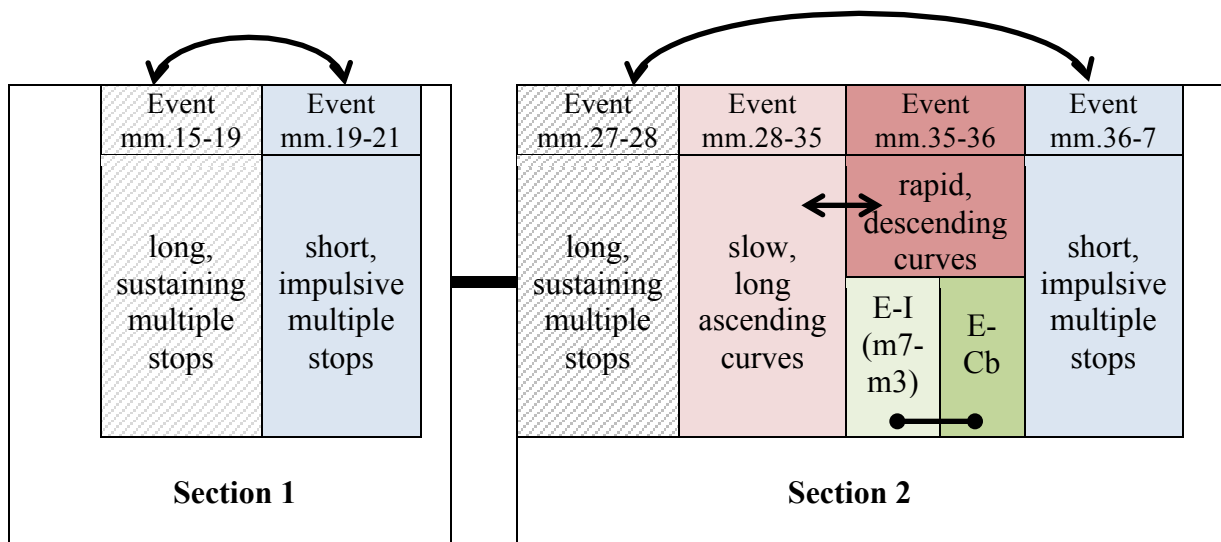 Event
mm.15-19
Event
mm.19-21
long,
sustaining
multiple
stops
short,
impulsive
multiple
stops
Section 1
Event
mm.27-28
Event
mm.28-35
Event
mm.35-36
Event
mm.36-7
long,
sustaining
multiple
stops
slow,
long
ascending
curves
rapid,
descending
curves
E-I
(m7-
m3)
E-
Cb
short,
impulsive
multiple
stops
Section 2